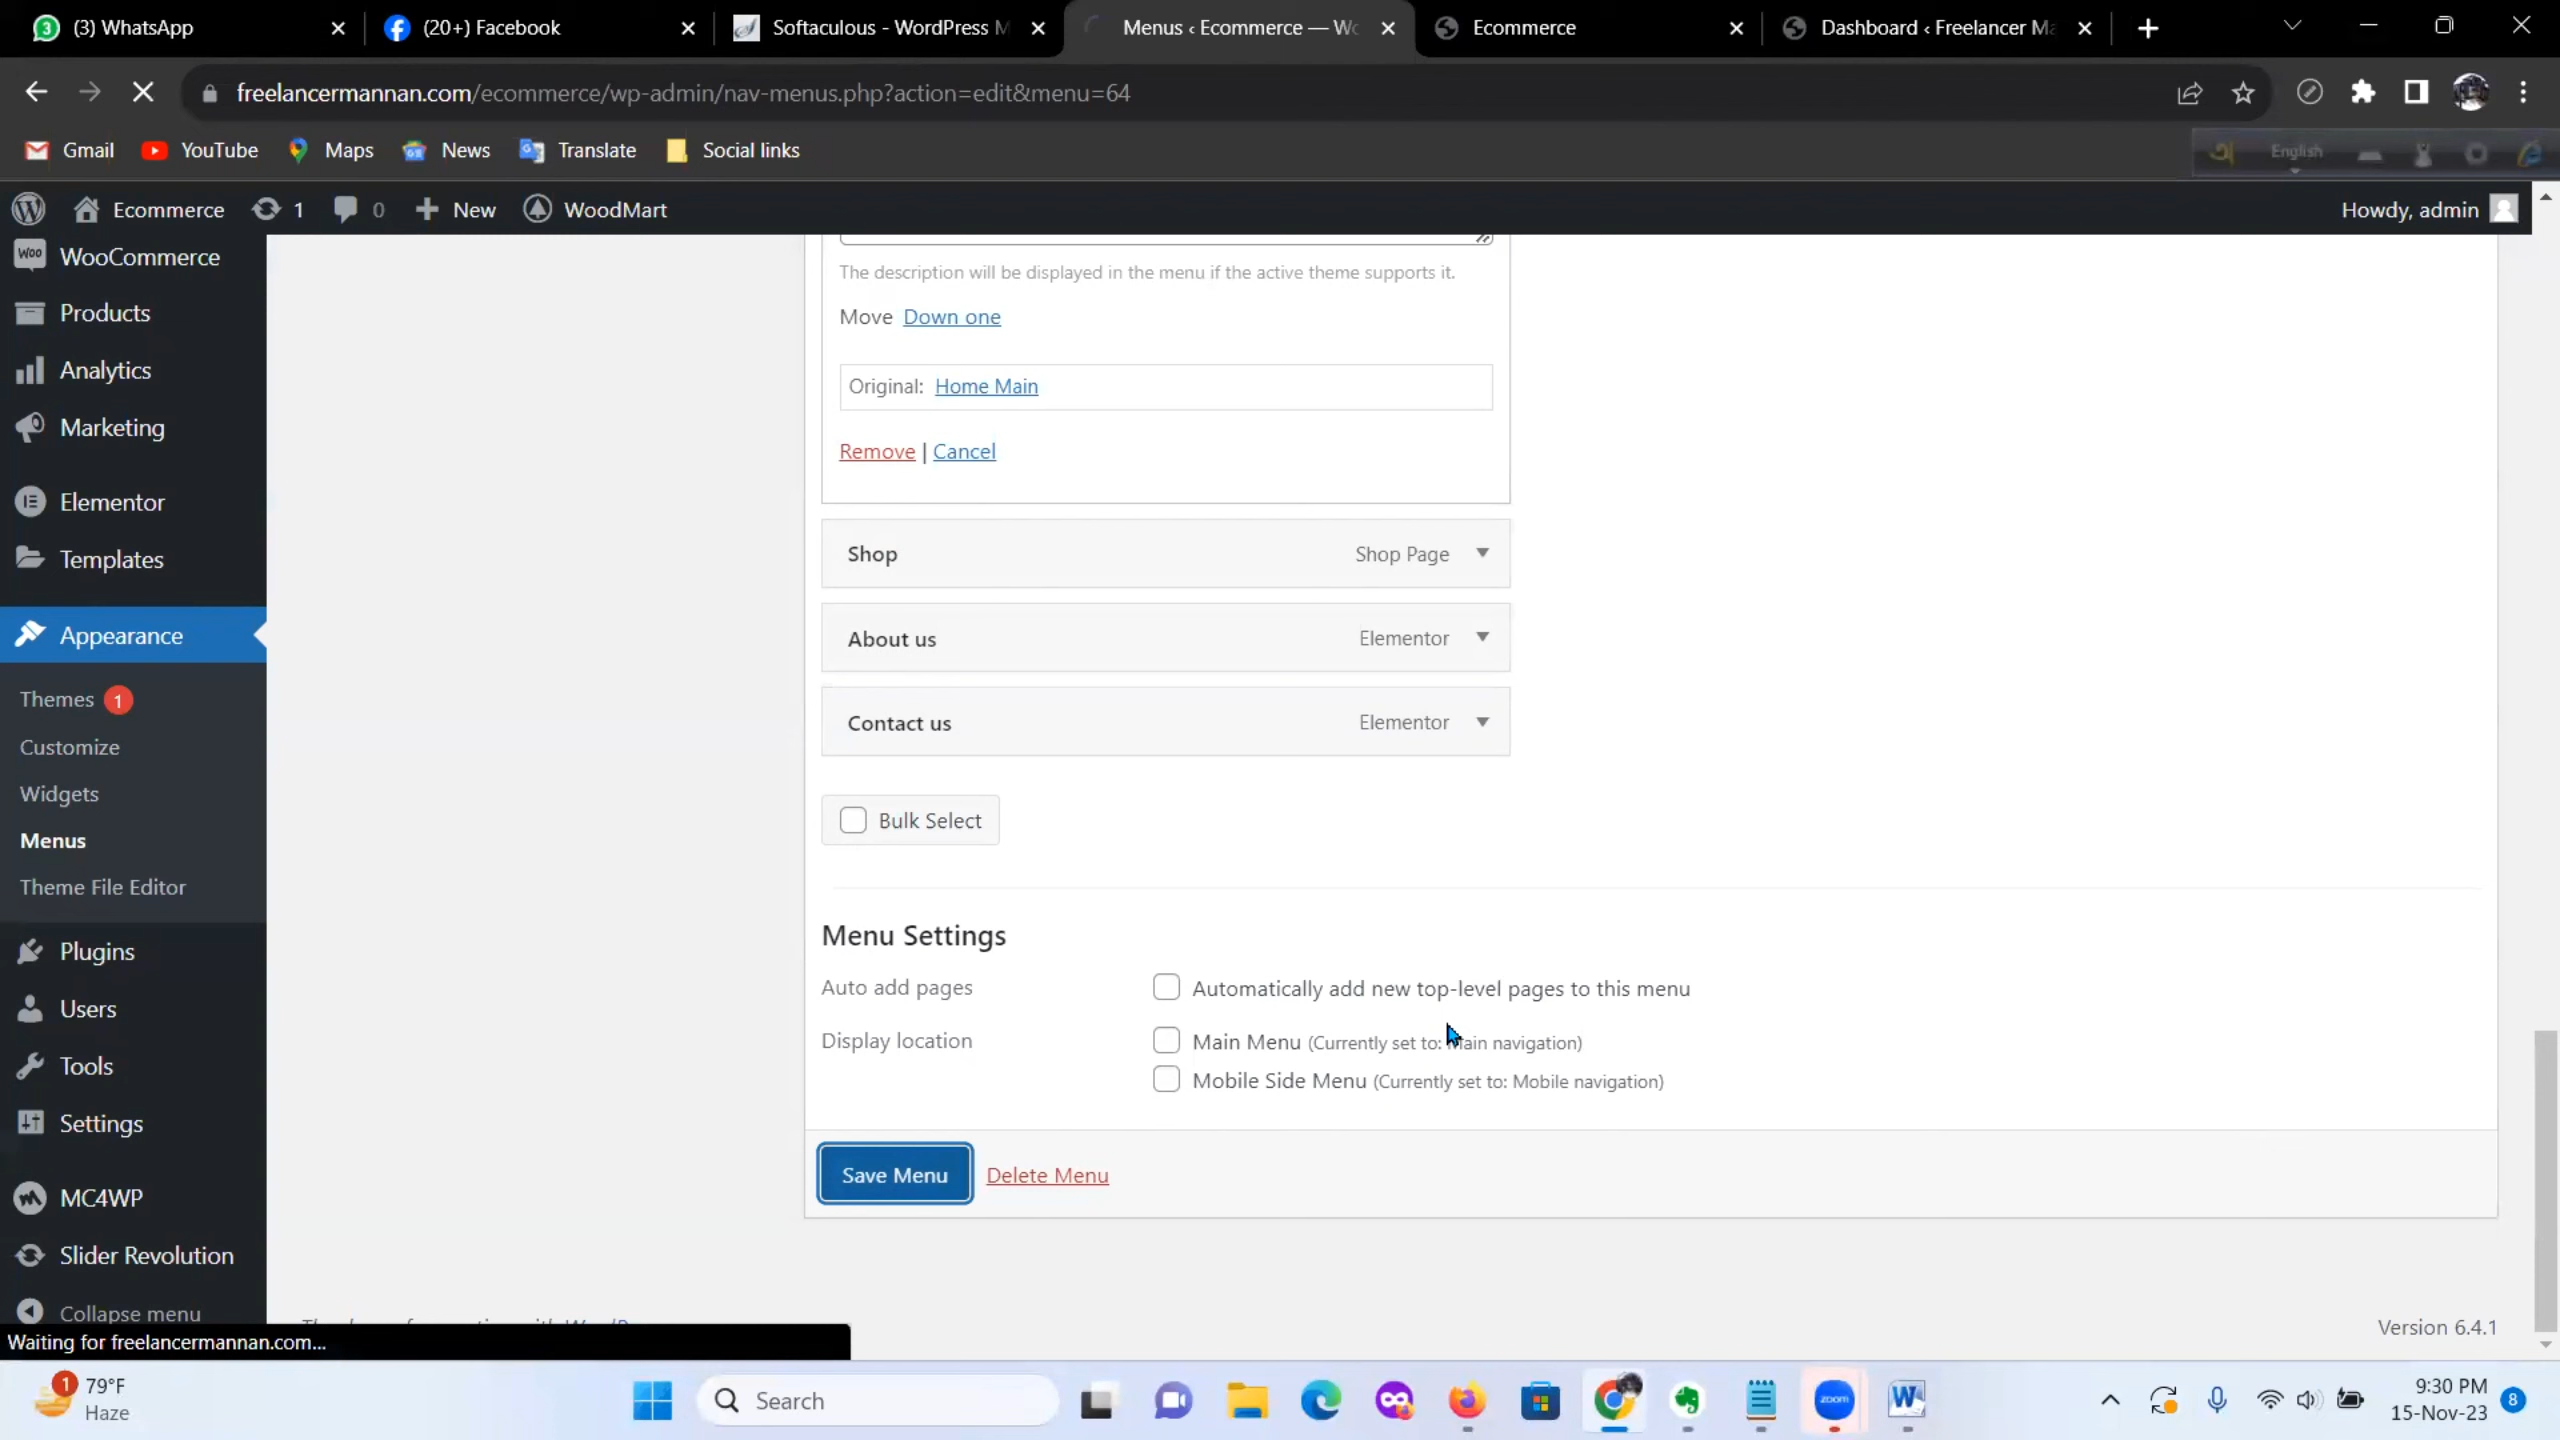 (3) WhatsApp
(20+) Facebook
Softaculous - WordPress M
Menus ‹ Ecommerce — Wo
Ecommerce
Dashboard ‹ Freelancer Ma
freelancermannan.com/ecommerce/wp-admin/nav-menus.php?action=edit&menu=64
Gmail
YouTube
Maps
News
Translate
Social links
English
Ecommerce
1
0
New
WoodMart
Howdy, admin
WooCommerce
Products
Analytics
Marketing
Elementor
Templates
Appearance
Themes 1
Customize
Widgets
Menus
Theme File Editor
Plugins
Users
Tools
Settings
MC4WP
Slider Revolution
Collapse menu
The description will be displayed in the menu if the active theme supports it.
Move Down one
Original: Home Main
Remove | Cancel
Shop Shop Page
About us Elementor
Contact us Elementor
Bulk Select
Menu Settings
Auto add pages Automatically add new top-level pages to this menu
Display location Main Menu (Currently set to: Main navigation)
Mobile Side Menu (Currently set to: Mobile navigation)
Save Menu Delete Menu
Version 6.4.1
Waiting for freelancermannan.com...
1
79°F
Haze
Search
zoom
9:30 PM
15-Nov-23
8